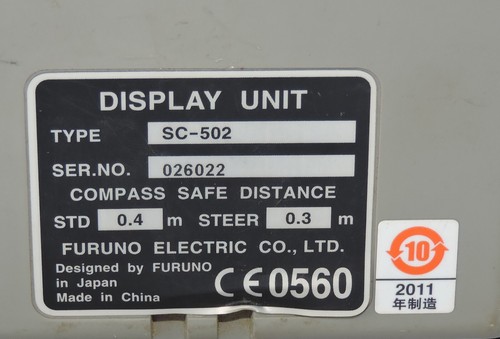 DISPLAY UNIT
TYPE SC-502
SER.NO. 026022
COMPASS SAFE DISTANCE
STD 0.4 m STEER 0.3 m
FURUNO ELECTRIC CO., LTD.
Designed by FURUNO
in Japan
Made in China
CE0560
10
2011
年制造